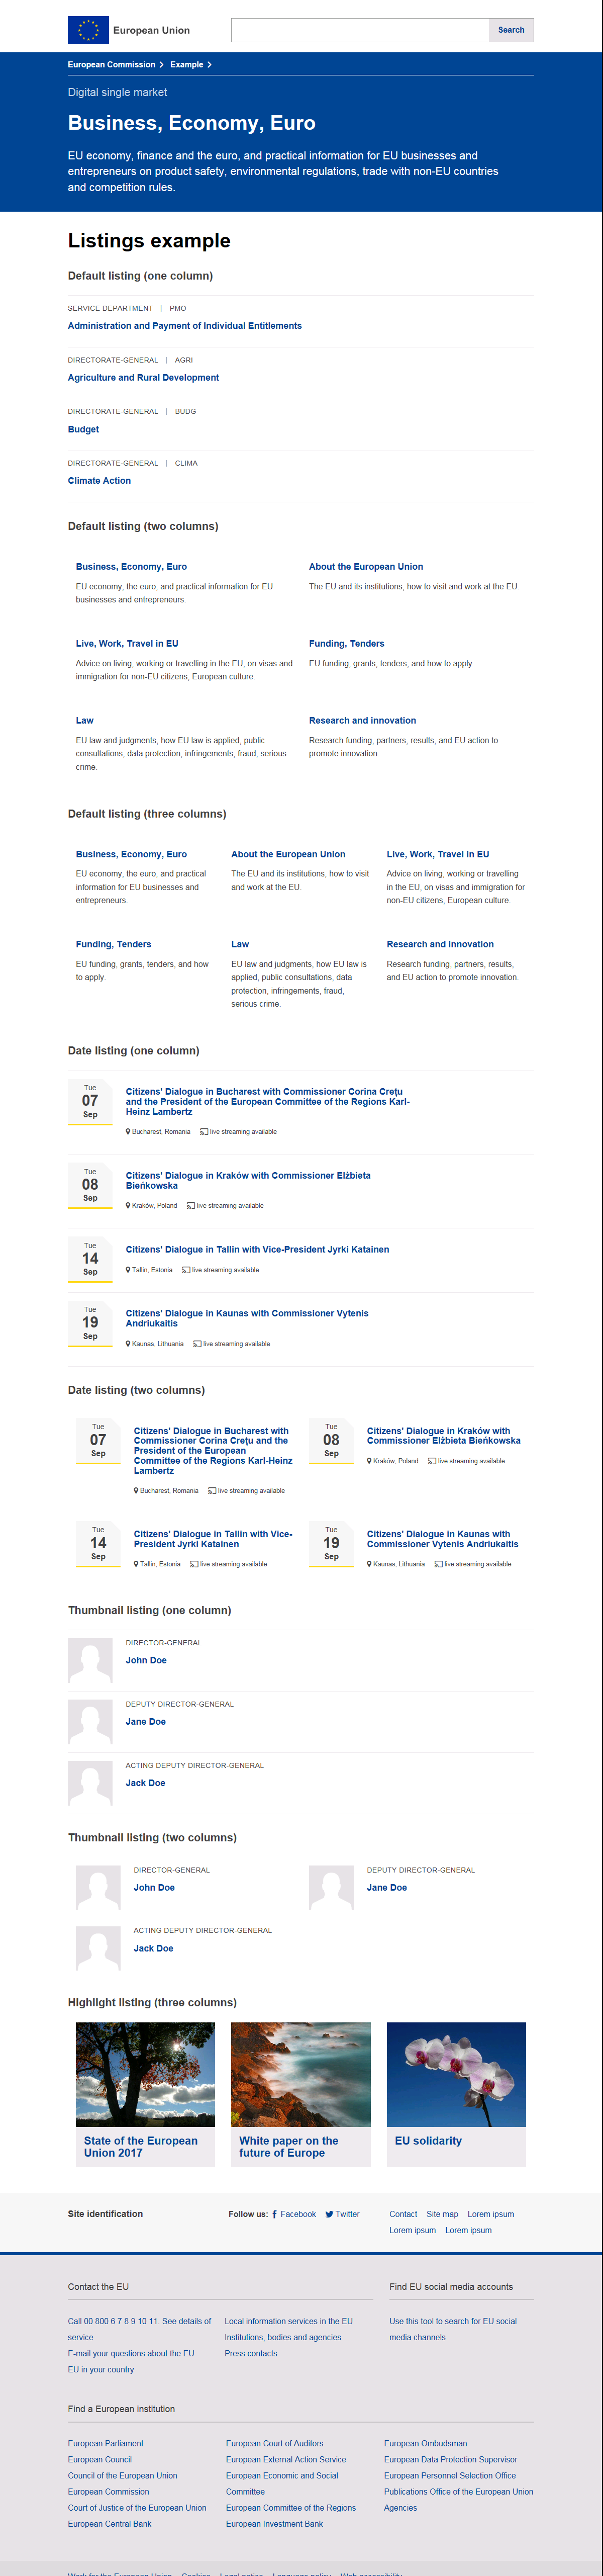 European Union
Search
European Commission
Example
Digital single market
Business, Economy, Euro
EU economy, finance and the euro, and practical information for EU businesses and
entrepreneurs on product safety, environmental regulations, trade with non-EU countries
and competition rules.
Listings example
Default listing (one column)
SERVICE DEPARTMENT | PMO
Administration and Payment of Individual Entitlements
DIRECTORATE-GENERAL | AGRI
Agriculture and Rural Development
DIRECTORATE-GENERAL | BUDG
Budget
DIRECTORATE-GENERAL | CLIMA
Climate Action
Default listing (two columns)
Business, Economy, Euro
EU economy, the euro, and practical information for EU
businesses and entrepreneurs.
About the European Union
The EU and its institutions, how to visit and work at the EU.
Live, Work, Travel in EU
Advice on living, working or travelling in the EU, on visas and
immigration for non-EU citizens, European culture.
Funding, Tenders
EU funding, grants, tenders, and how to apply.
Law
EU law and judgments, how EU law is applied, public
consultations, data protection, infringements, fraud, serious
crime.
Research and innovation
Research funding, partners, results, and EU action to
promote innovation.
Default listing (three columns)
Business, Economy, Euro
EU economy, the euro, and practical
information for EU businesses and
entrepreneurs.
About the European Union
The EU and its institutions, how to visit
and work at the EU.
Live, Work, Travel in EU
Advice on living, working or travelling
in the EU, on visas and immigration for
non-EU citizens, European culture.
Funding, Tenders
EU funding, grants, tenders, and how
to apply.
Law
EU law and judgments, how EU law is
applied, public consultations, data
protection, infringements, fraud,
serious crime.
Research and innovation
Research funding, partners, results,
and EU action to promote innovation.
Date listing (one column)
Tue
07
Sep
Citizens' Dialogue in Bucharest with Commissioner Corina Crețu
and the President of the European Committee of the Regions Karl-
Heinz Lambertz
Bucharest, Romania live streaming available
Tue
08
Sep
Citizens' Dialogue in Kraków with Commissioner Elżbieta
Bieńkowska
Kraków, Poland live streaming available
Tue
14
Sep
Citizens' Dialogue in Tallin with Vice-President Jyrki Katainen
Tallin, Estonia live streaming available
Tue
19
Sep
Citizens' Dialogue in Kaunas with Commissioner Vytenis
Andriukaitis
Kaunas, Lithuania live streaming available
Date listing (two columns)
Tue
07
Sep
Citizens' Dialogue in Bucharest with
Commissioner Corina Crețu and the
President of the European
Committee of the Regions Karl-Heinz
Lambertz
Bucharest, Romania live streaming available
Tue
08
Sep
Citizens' Dialogue in Kraków with
Commissioner Elżbieta Bieńkowska
Kraków, Poland live streaming available
Tue
14
Sep
Citizens' Dialogue in Tallin with Vice-
President Jyrki Katainen
Tallin, Estonia live streaming available
Tue
19
Sep
Citizens' Dialogue in Kaunas with
Commissioner Vytenis Andriukaitis
Kaunas, Lithuania live streaming available
Thumbnail listing (one column)
DIRECTOR-GENERAL
John Doe
DEPUTY DIRECTOR-GENERAL
Jane Doe
ACTING DEPUTY DIRECTOR-GENERAL
Jack Doe
Thumbnail listing (two columns)
DIRECTOR-GENERAL
John Doe
DEPUTY DIRECTOR-GENERAL
Jane Doe
ACTING DEPUTY DIRECTOR-GENERAL
Jack Doe
Highlight listing (three columns)
State of the European
Union 2017
White paper on the
future of Europe
EU solidarity
Site identification
Follow us: Facebook Twitter
Contact Site map Lorem ipsum
Lorem ipsum Lorem ipsum
Contact the EU
Call 00 800 6 7 8 9 10 11. See details of
service
E-mail your questions about the EU
EU in your country
Local information services in the EU
Institutions, bodies and agencies
Press contacts
Find EU social media accounts
Use this tool to search for EU social
media channels
Find a European institution
European Parliament
European Council
Council of the European Union
European Commission
Court of Justice of the European Union
European Central Bank
European Court of Auditors
European External Action Service
European Economic and Social
Committee
European Committee of the Regions
European Investment Bank
European Ombudsman
European Data Protection Supervisor
European Personnel Selection Office
Publications Office of the European Union
Agencies
Work for the European Union Cookies Legal notice Language policy Web accessibility